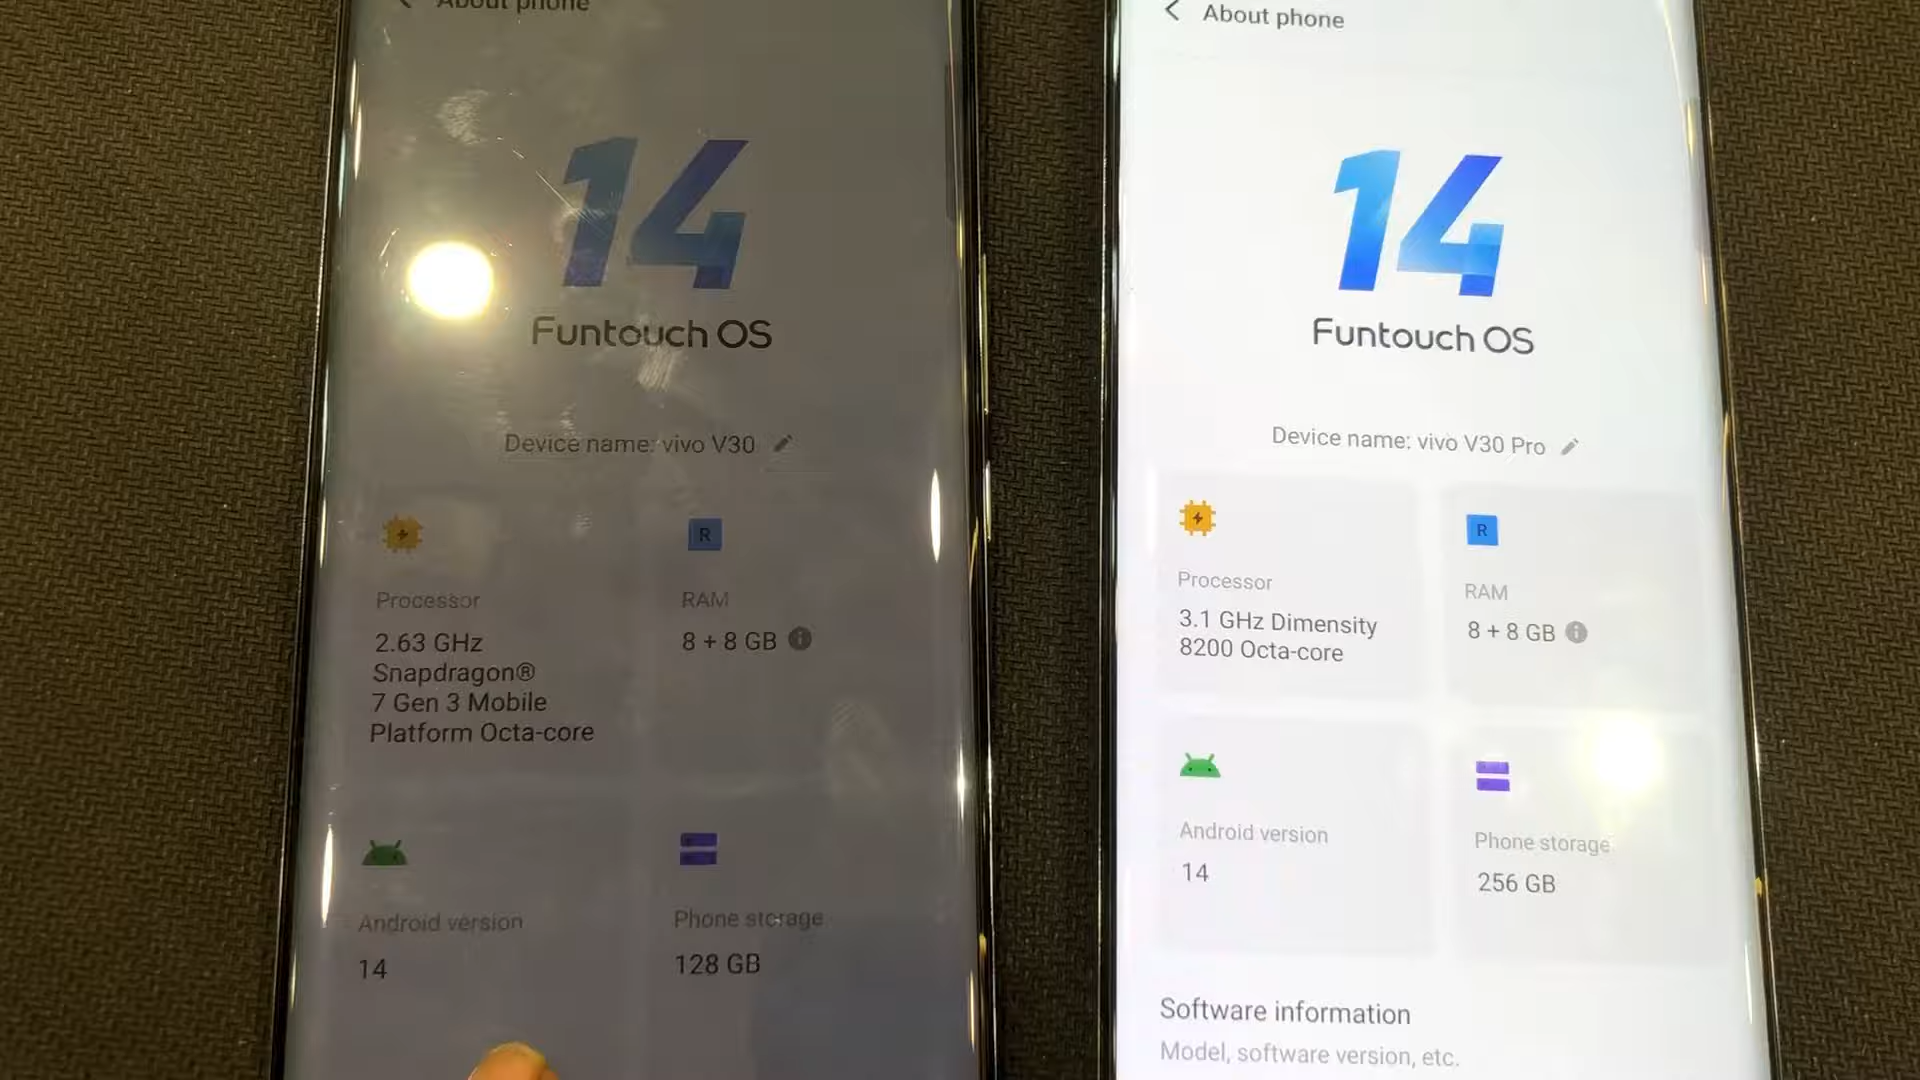 About phone
14
Funtouch OS
Device name: vivo V30
R
Processor
2.63 GHz
Snapdragon®
7 Gen 3 Mobile
Platform Octa-core
RAM
8 + 8 GB
Android version
14
Phone storage
128 GB
About phone
14
Funtouch OS
Device name: vivo V30 Pro
R
Processor
3.1 GHz Dimensity
8200 Octa-core
RAM
8 + 8 GB
Android version
14
Phone storage
256 GB
Software information
Model, software version, etc.